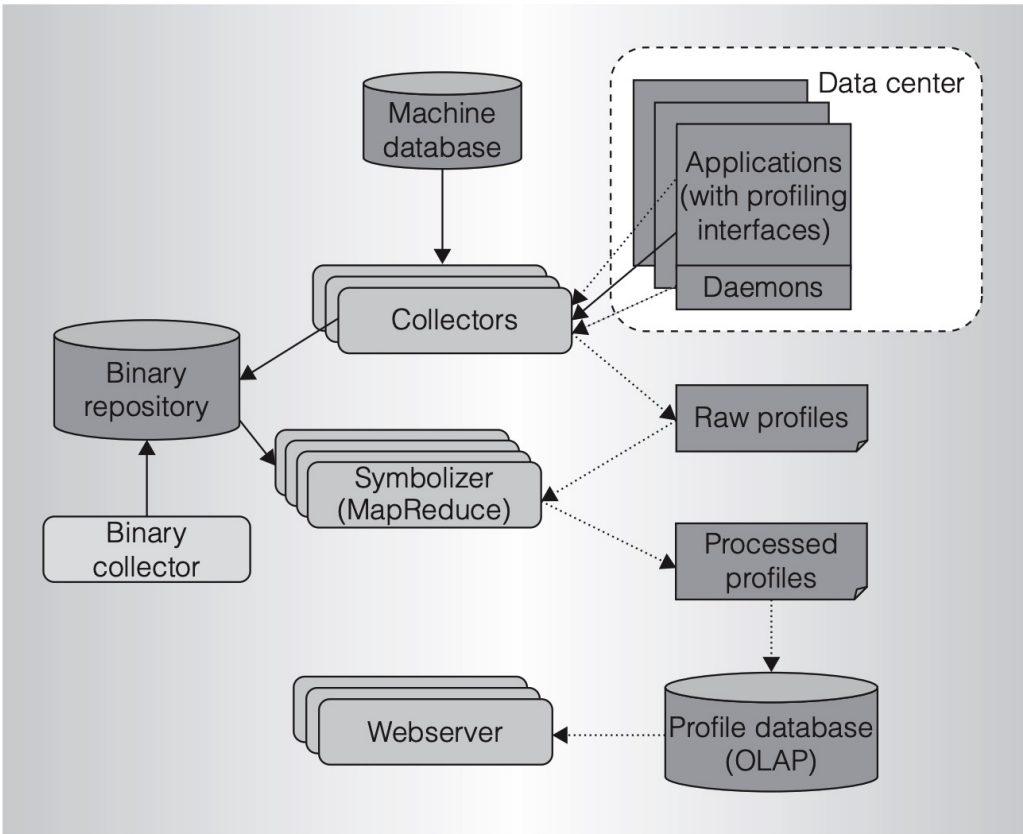 Machine
database
Data center
Applications
(with profiling
interfaces)
Daemons
Collectors
Binary
repository
Raw profiles
Symbolizer
(MapReduce)
Binary
collector
Processed
profiles
Webserver
Profile database
(OLAP)